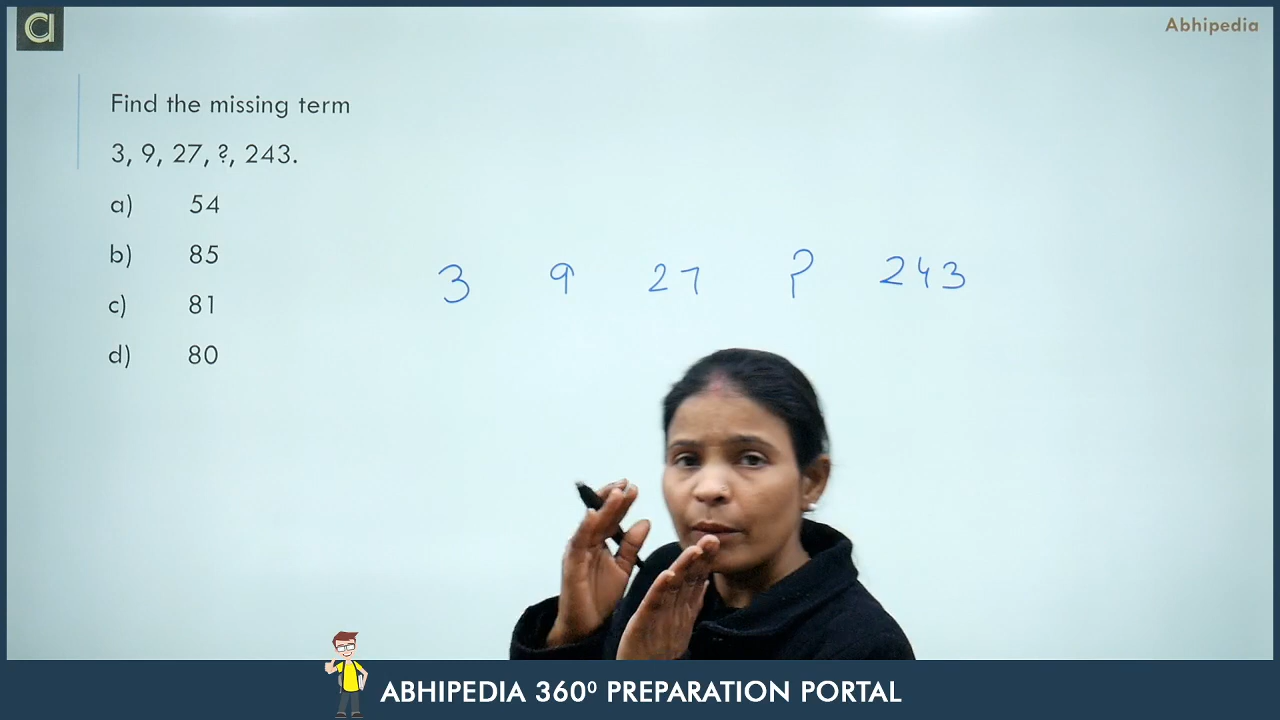 a
Abhipedia
Find the missing term
3, 9, 27, ?, 243.
a) 54
b) 85
c) 81
d) 80
3 9 27 ? 243
ABHIPEDIA 360⁰ PREPARATION PORTAL